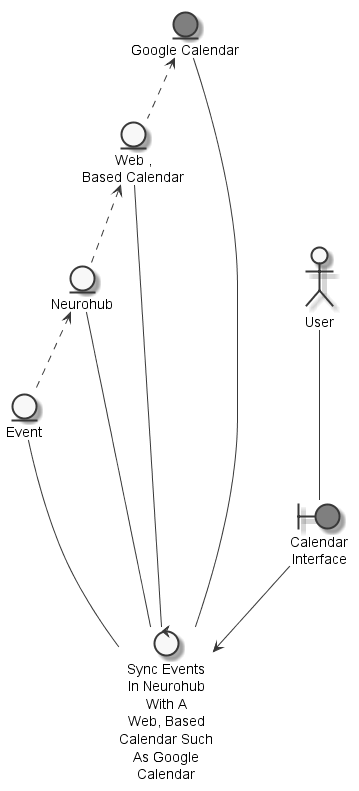 Google Calendar
Web ,
Based Calendar
Neurohub
User
Event
Calendar
Interface
Sync Events
In Neurohub
With A
Web, Based
Calendar Such
As Google
Calendar